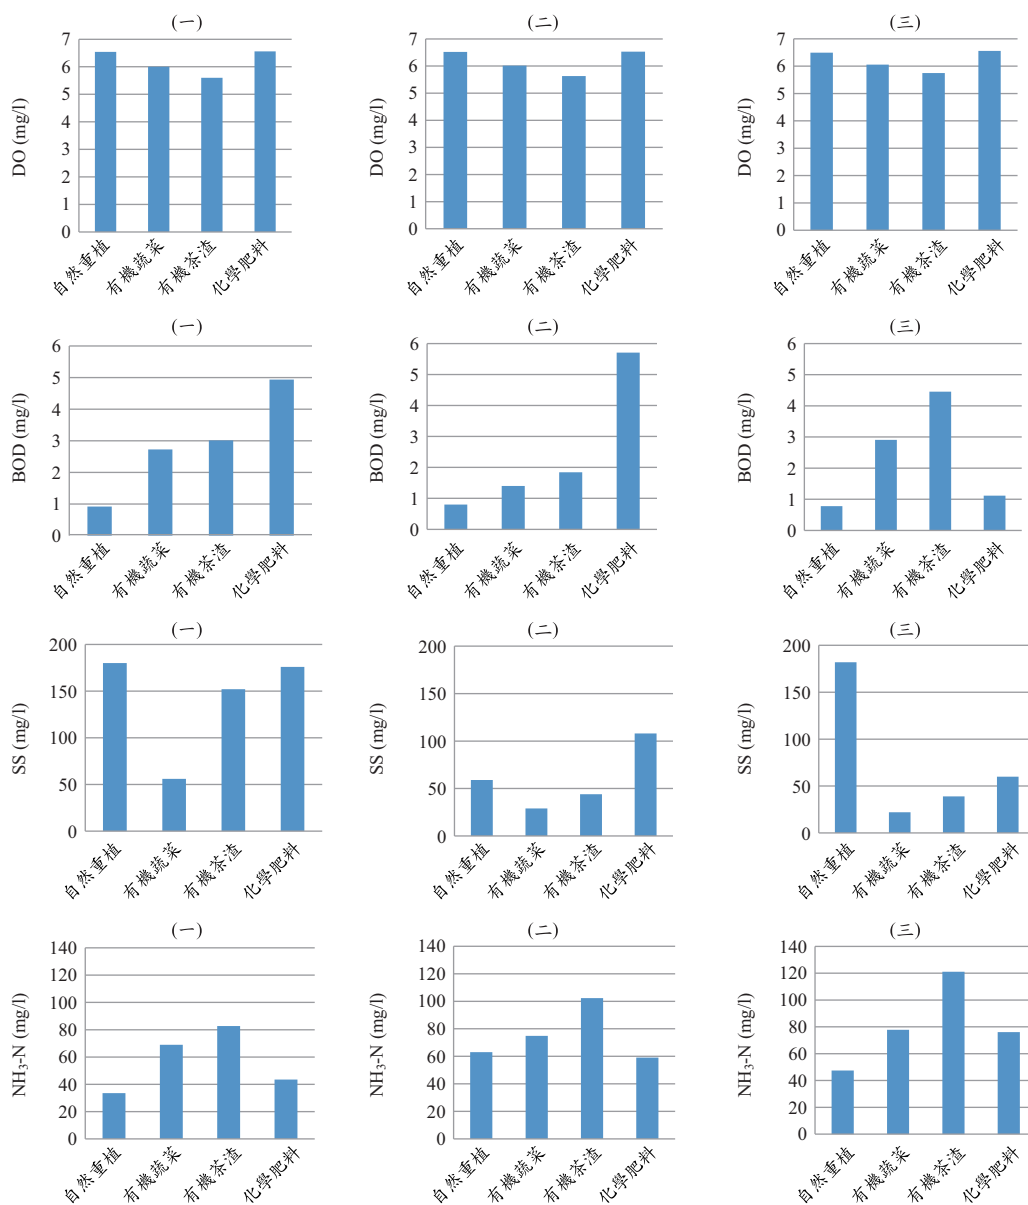 (一)
DO (mg/l)
7
6
5
4
3
2
1
0
自然重植
有機蔬菜
有機茶渣
化學肥料
(二)
DO (mg/l)
7
6
5
4
3
2
1
0
自然重植
有機蔬菜
有機茶渣
化學肥料
(三)
DO (mg/l)
7
6
5
4
3
2
1
0
自然重植
有機蔬菜
有機茶渣
化學肥料
(一)
BOD (mg/l)
6
5
4
3
2
1
0
自然重植
有機蔬菜
有機茶渣
化學肥料
(二)
BOD (mg/l)
6
5
4
3
2
1
0
自然重植
有機蔬菜
有機茶渣
化學肥料
(三)
BOD (mg/l)
6
5
4
3
2
1
0
自然重植
有機蔬菜
有機茶渣
化學肥料
(一)
SS (mg/l)
200
150
100
50
0
自然重植
有機蔬菜
有機茶渣
化學肥料
(二)
SS (mg/l)
200
150
100
50
0
自然重植
有機蔬菜
有機茶渣
化學肥料
(三)
SS (mg/l)
200
150
100
50
0
自然重植
有機蔬菜
有機茶渣
化學肥料
(一)
NH₃-N (mg/l)
140
120
100
80
60
40
20
0
自然重植
有機蔬菜
有機茶渣
化學肥料
(二)
NH₃-N (mg/l)
140
120
100
80
60
40
20
0
自然重植
有機蔬菜
有機茶渣
化學肥料
(三)
NH₃-N (mg/l)
140
120
100
80
60
40
20
0
自然重植
有機蔬菜
有機茶渣
化學肥料